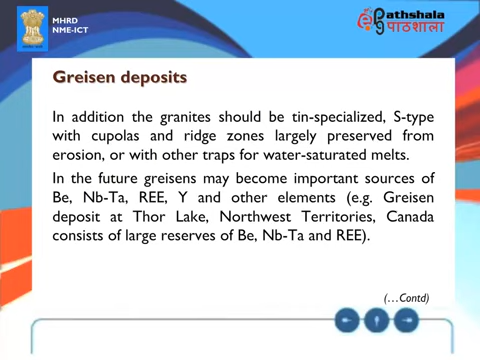 MHRD
NME-ICT
Pathshala
पाठशाला
Greisen deposits
In addition the granites should be tin-specialized, S-type
with cupolas and ridge zones largely preserved from
erosion, or with other traps for water-saturated melts.
In the future greisens may become important sources of
Be, Nb-Ta, REE, Y and other elements (e.g. Greisen
deposit at Thor Lake, Northwest Territories, Canada
consists of large reserves of Be, Nb-Ta and REE).
(…Contd)